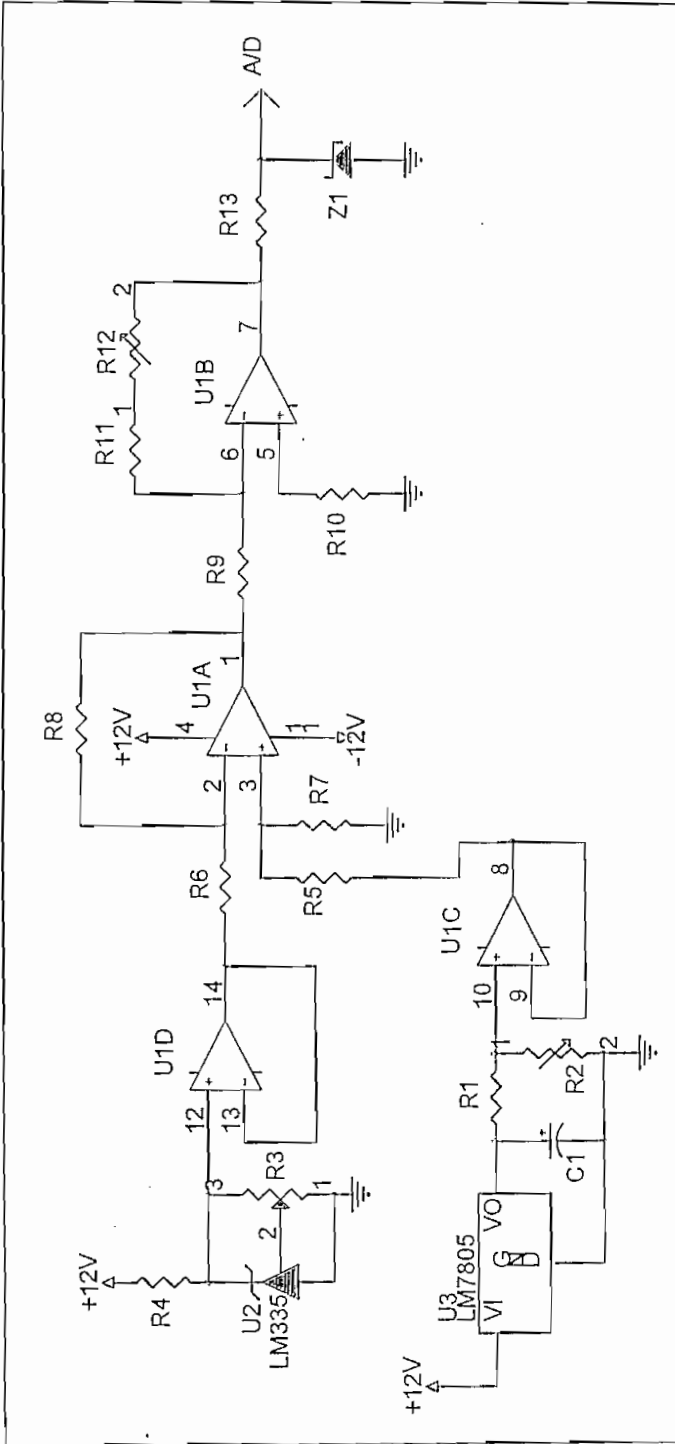 +12V
R4
U2
LM335
3
2
1
R3
12
13
U1D
14
R6
R8
+12V
4
2
3
U1A
1
11
-12V
R7
R5
R9
R11
1
R12
2
6
5
U1B
7
R10
R13
A/D
Z1
+12V
U3
LM7805
VI
VO
R1
C1
R2
2
10
9
U1C
8